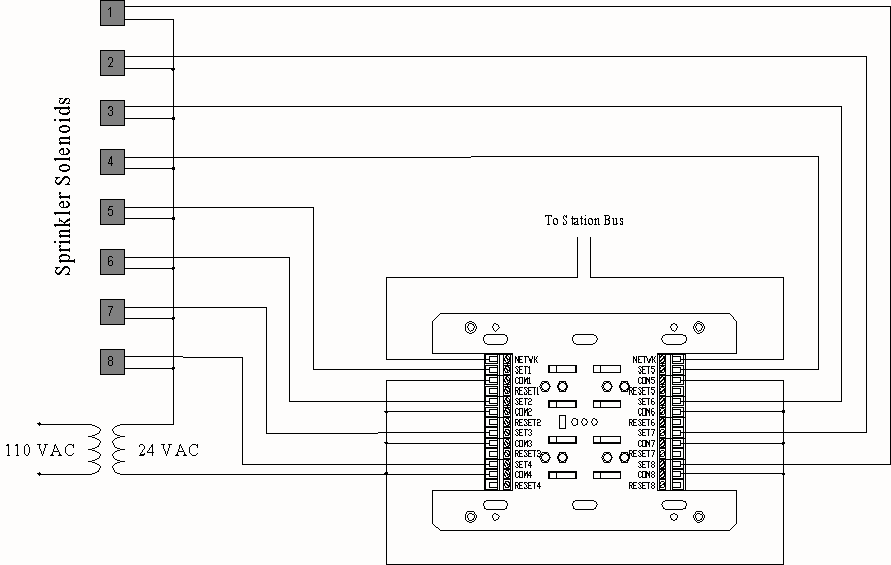 1
2
3
4
5
6
7
8
Sprinkler Solenoids
110 VAC
24 VAC
To Station Bus
NETWK
SET1
COM1
RESET1
SET2
COM2
RESET2
SET3
COM3
RESET3
SET4
COM4
RESET4
NETWK
SET5
COM5
RESET5
SET6
COM6
RESET6
SET7
COM7
RESET7
SET8
COM8
RESET8